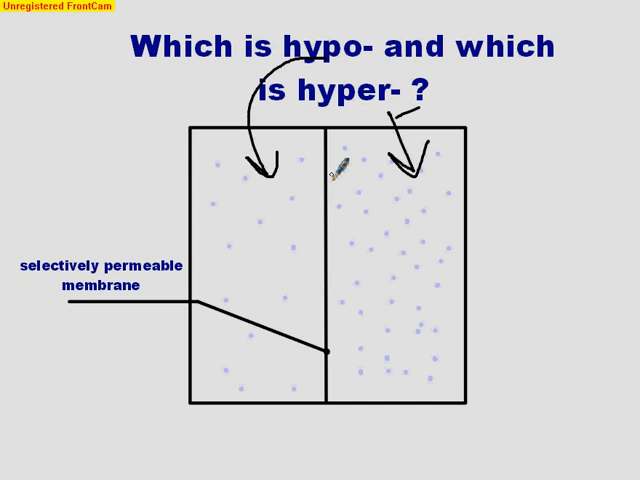 Unregistered FrontCam
Which is hypo- and which
is hyper- ?
selectively permeable
membrane